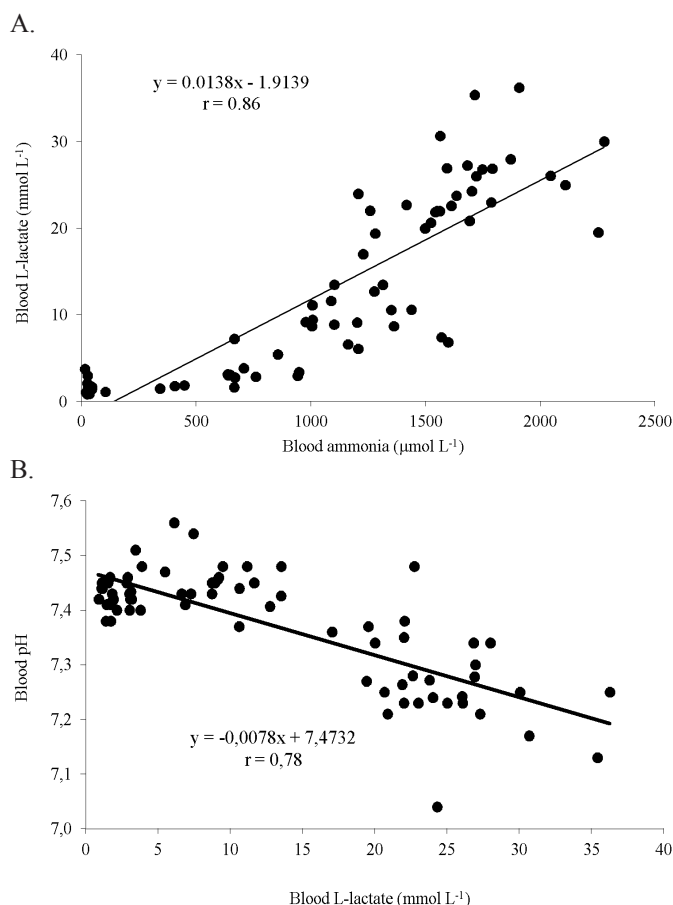 A.
y = 0.0138x - 1.9139
r = 0.86
Blood L-lactate (mmol L⁻¹)
40
30
20
10
0
0 500 1000 1500 2000 2500
Blood ammonia (μmol L⁻¹)
B.
Blood pH
7,6
7,5
7,4
7,3
7,2
7,1
7,0
y = -0,0078x + 7,4732
r = 0,78
0 5 10 15 20 25 30 35 40
Blood L-lactate (mmol L⁻¹)